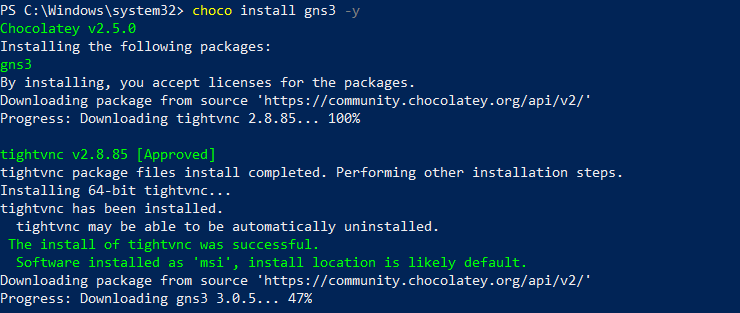 PS C:\Windows\system32> choco install gns3 -y
Chocolatey v2.5.0
Installing the following packages:
gns3
By installing, you accept licenses for the packages.
Downloading package from source 'https://community.chocolatey.org/api/v2/'
Progress: Downloading tightvnc 2.8.85... 100%

tightvnc v2.8.85 [Approved]
tightvnc package files install completed. Performing other installation steps.
Installing 64-bit tightvnc...
tightvnc has been installed.
  tightvnc may be able to be automatically uninstalled.
 The install of tightvnc was successful.
  Software installed as 'msi', install location is likely default.
Downloading package from source 'https://community.chocolatey.org/api/v2/'
Progress: Downloading gns3 3.0.5... 47%